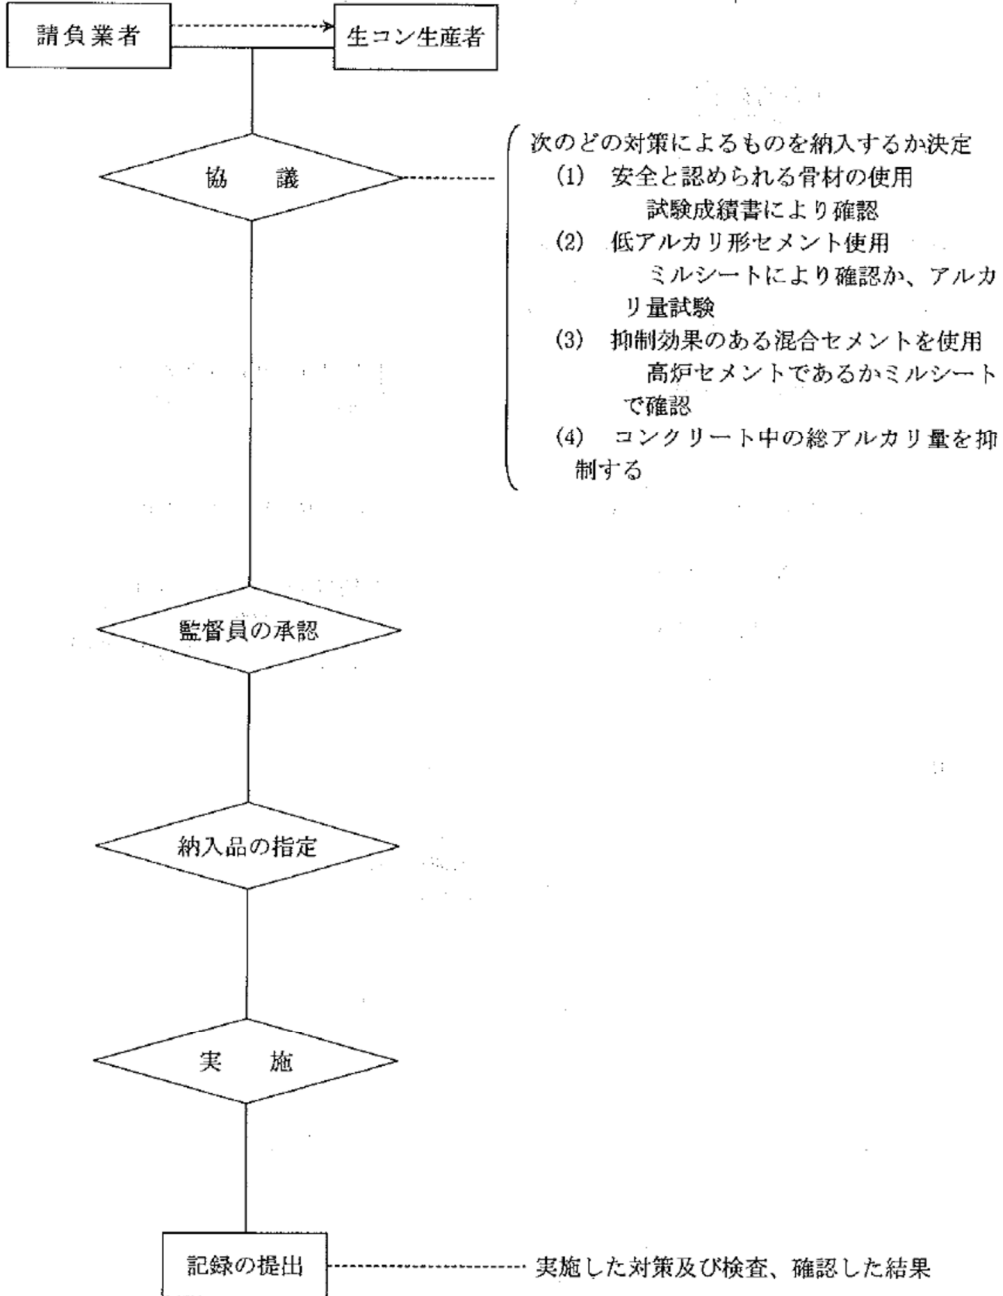 請負業者
生コン生産者
協　　議
次のどの対策によるものを納入するか決定
(1)　安全と認められる骨材の使用
試験成績書により確認
(2)　低アルカリ形セメント使用
ミルシートにより確認か、アルカ
リ量試験
(3)　抑制効果のある混合セメントを使用
高炉セメントであるかミルシート
で確認
(4)　コンクリート中の総アルカリ量を抑
制する
監督員の承認
納入品の指定
実　　施
記録の提出
実施した対策及び検査、確認した結果